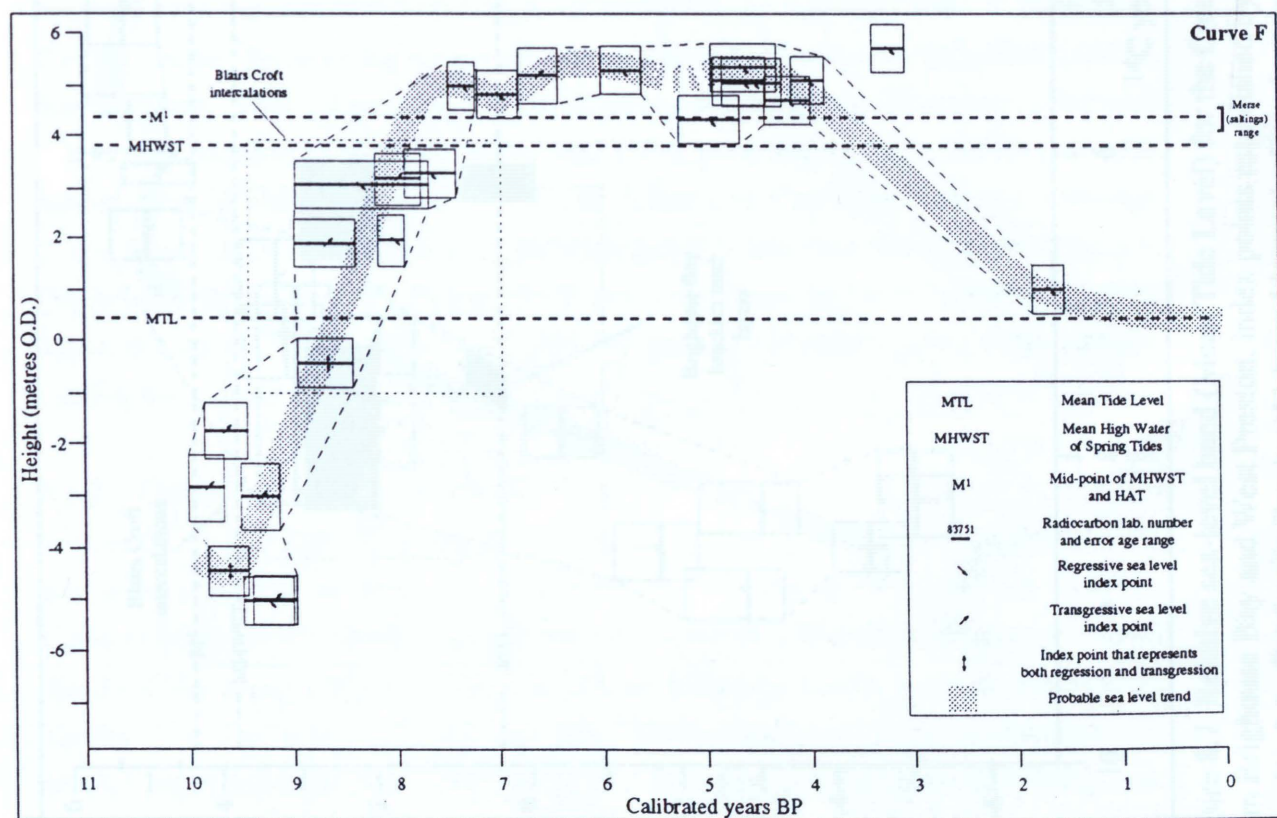 Curve F
6
4
2
0
-2
-4
-6
Height (metres O.D.)
Blairs Croft
intercalations
M¹
MHWST
MTL
Merse
(saltings)
range
MTL Mean Tide Level
MHWST Mean High Water
of Spring Tides
M¹ Mid-point of MHWST
and HAT
83751 Radiocarbon lab. number
and error age range
Regressive sea level
index point
Transgressive sea level
index point
Index point that represents
both regression and transgression
Probable sea level trend
11 10 9 8 7 6 5 4 3 2 1 0
Calibrated years BP